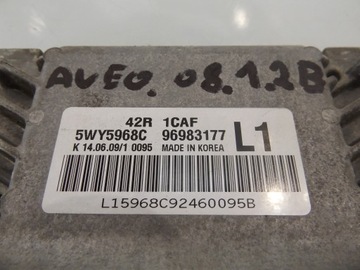 AVEO. 08.1.2B
42R 1CAF
5WY5968C 96983177 L1
K 14.06.09/1 0095 MADE IN KOREA
L15968C92460095B